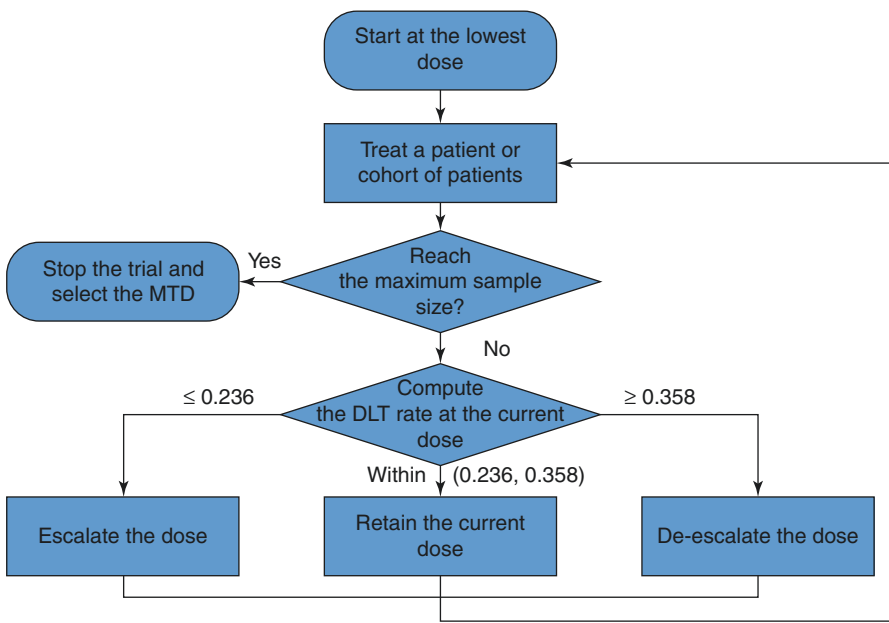 Start at the lowest
dose
Treat a patient or
cohort of patients
Reach
the maximum sample
size?
Yes
Stop the trial and
select the MTD
No
Compute
the DLT rate at the current
dose
≤ 0.236
≥ 0.358
Within (0.236, 0.358)
Escalate the dose
Retain the current
dose
De-escalate the dose